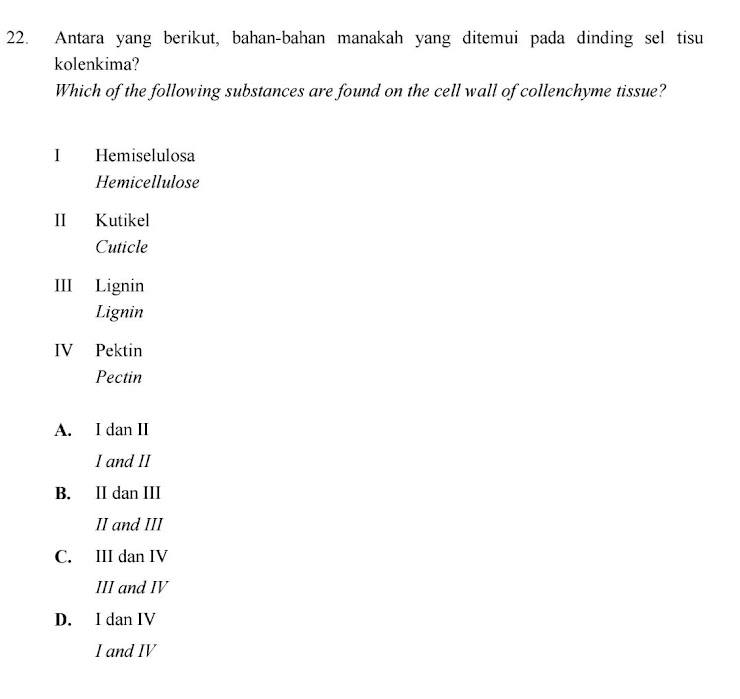 22. Antara yang berikut, bahan-bahan manakah yang ditemui pada dinding sel tisu
kolenkima?
Which of the following substances are found on the cell wall of collenchyme tissue?
I Hemiselulosa
Hemicellulose
II Kutikel
Cuticle
III Lignin
Lignin
IV Pektin
Pectin
A. I dan II
I and II
B. II dan III
II and III
C. III dan IV
III and IV
D. I dan IV
I and IV